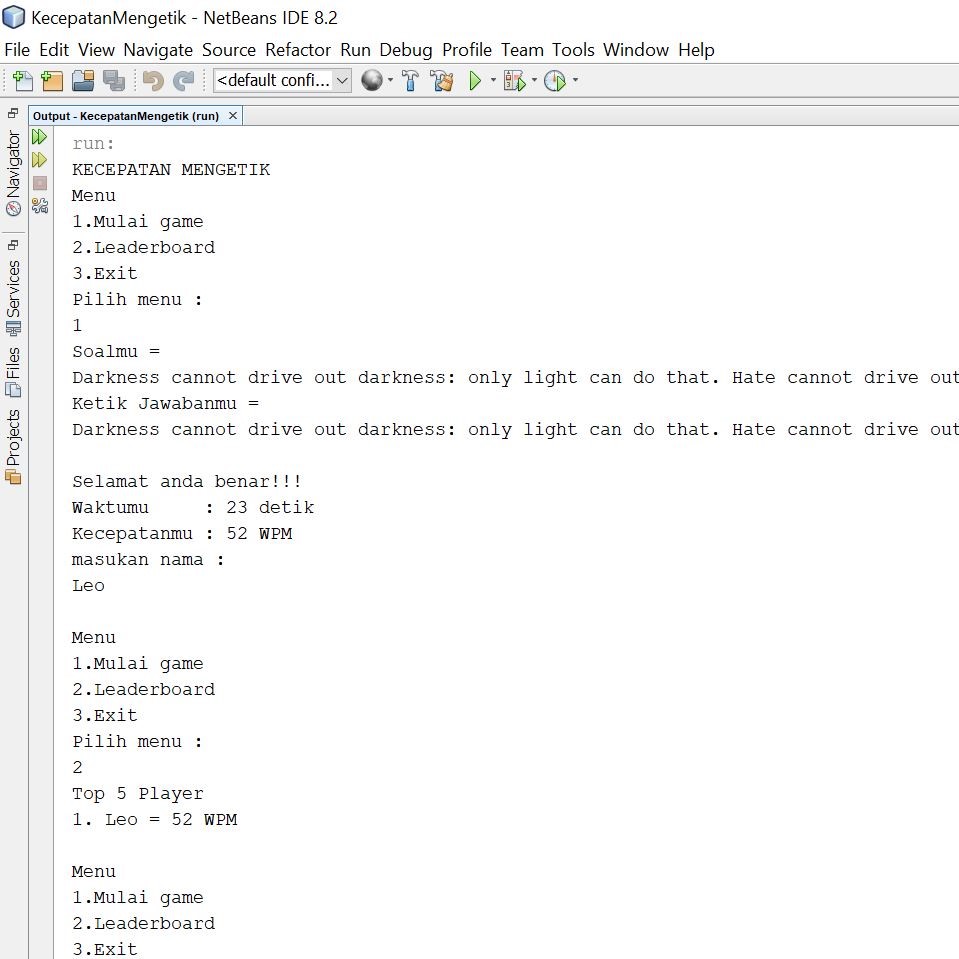 KecepatanMengetik - NetBeans IDE 8.2
File Edit View Navigate Source Refactor Run Debug Profile Team Tools Window Help
<default confi...
Output - KecepatanMengetik (run)
Navigator
Services
Files
Projects
run:
KECEPATAN MENGETIK
Menu
1.Mulai game
2.Leaderboard
3.Exit
Pilih menu :
1
Soalmu =
Darkness cannot drive out darkness: only light can do that. Hate cannot drive out
Ketik Jawabanmu =
Darkness cannot drive out darkness: only light can do that. Hate cannot drive out
Selamat anda benar!!!
Waktumu     : 23 detik
Kecepatanmu : 52 WPM
masukan nama :
Leo
Menu
1.Mulai game
2.Leaderboard
3.Exit
Pilih menu :
2
Top 5 Player
1. Leo = 52 WPM
Menu
1.Mulai game
2.Leaderboard
3.Exit